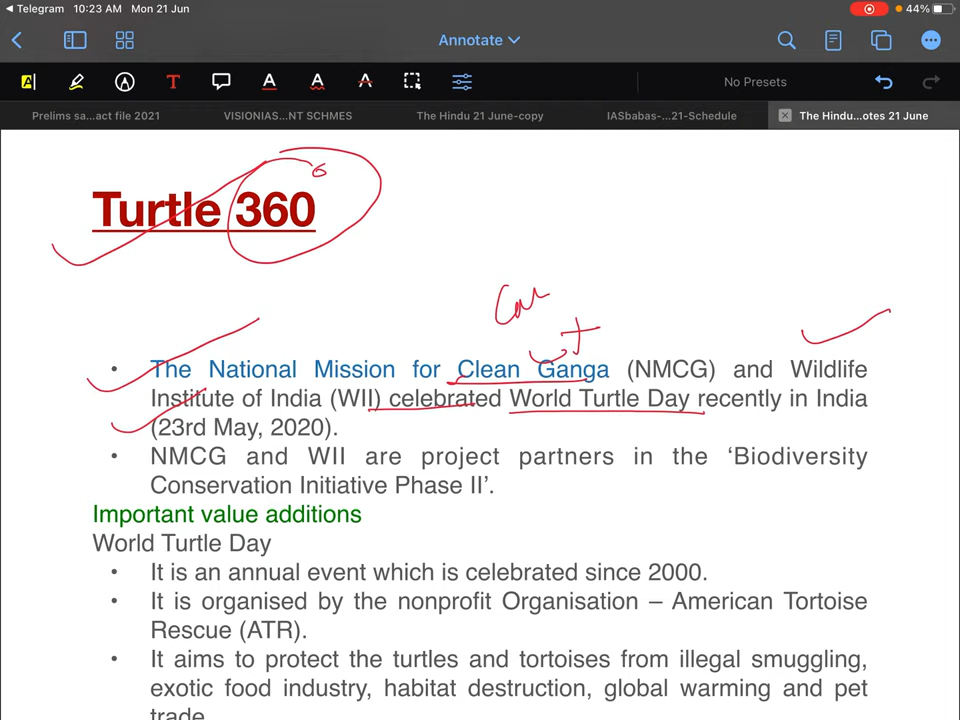 Telegram 10:23 AM Mon 21 Jun 44%
Annotate
No Presets
Prelims sa...act file 2021 VISIONIAS...NT SCHMES The Hindu 21 June-copy IASbabas-...21-Schedule The Hindu...otes 21 June
Turtle 360
• The National Mission for Clean Ganga (NMCG) and Wildlife
Institute of India (WII) celebrated World Turtle Day recently in India
(23rd May, 2020).
• NMCG and WII are project partners in the ‘Biodiversity
Conservation Initiative Phase II’.
Important value additions
World Turtle Day
• It is an annual event which is celebrated since 2000.
• It is organised by the nonprofit Organisation – American Tortoise
Rescue (ATR).
• It aims to protect the turtles and tortoises from illegal smuggling,
exotic food industry, habitat destruction, global warming and pet
trade